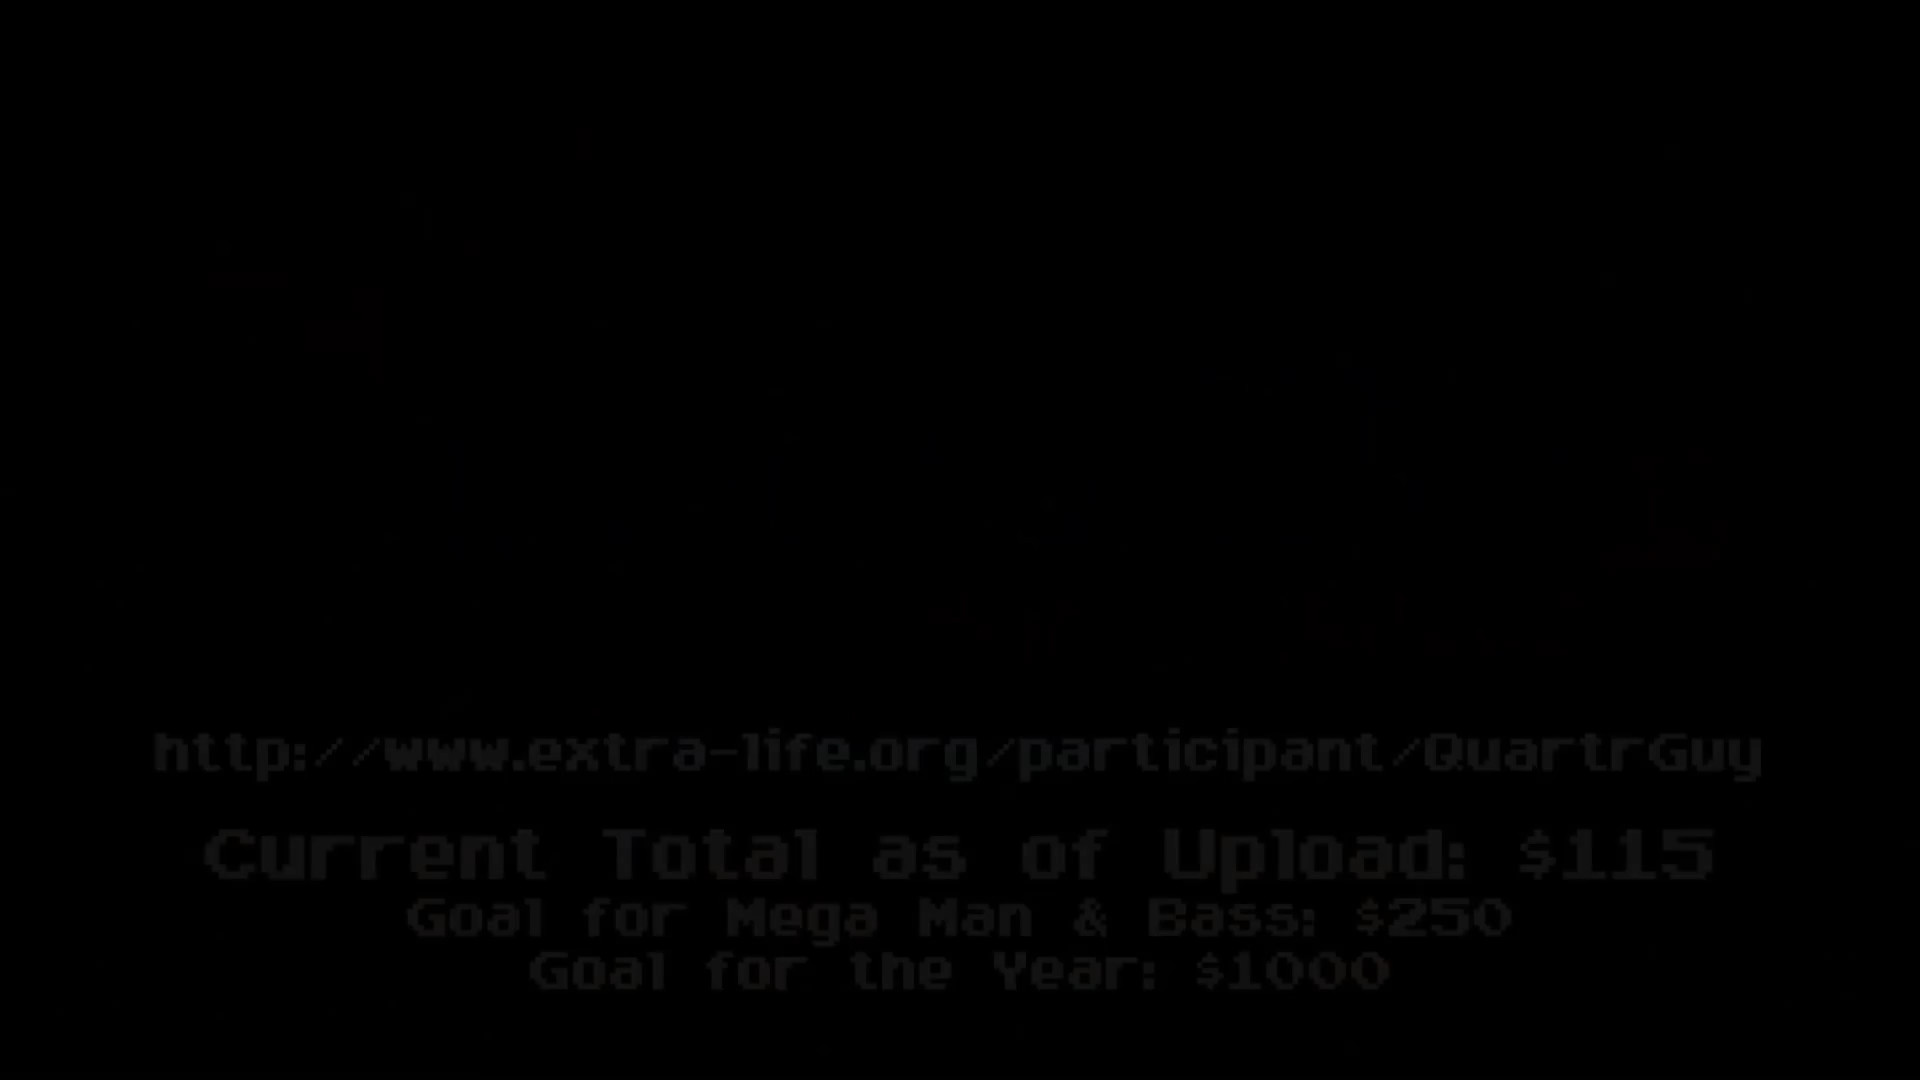 http://www.extra-life.org/participant/QuartrGuy
Current Total as of Upload: $115
Goal for Mega Man & Bass: $250
Goal for the Year: $1000